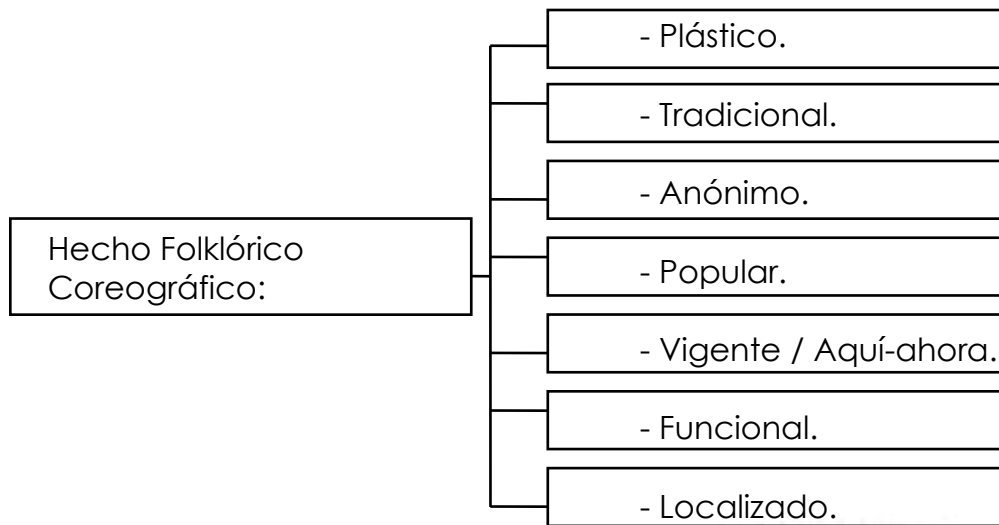 - Plástico.
- Tradicional.
- Anónimo.
Hecho Folklórico
Coreográfico:
- Popular.
- Vigente / Aquí-ahora.
- Funcional.
- Localizado.